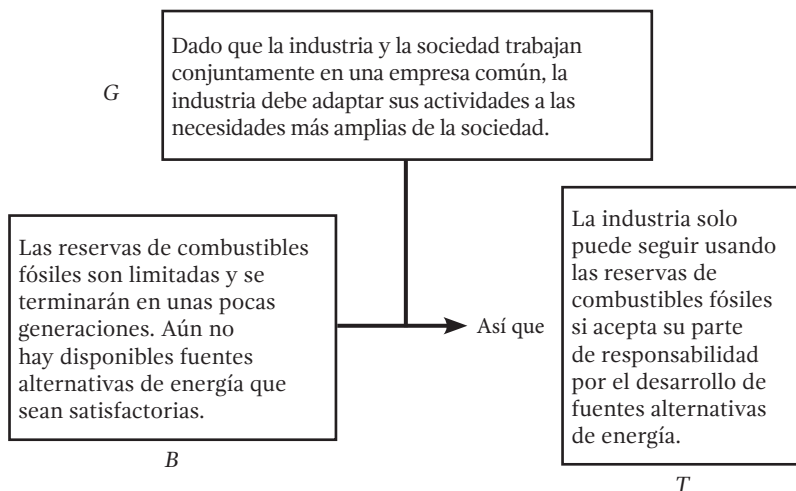 Dado que la industria y la sociedad trabajan
conjuntamente en una empresa común, la
industria debe adaptar sus actividades a las
necesidades más amplias de la sociedad.
G
Las reservas de combustibles
fósiles son limitadas y se
terminarán en unas pocas
generaciones. Aún no
hay disponibles fuentes
alternativas de energía que
sean satisfactorias.
B
Así que
La industria solo
puede seguir usando
las reservas de
combustibles fósiles
si acepta su parte
de responsabilidad
por el desarrollo de
fuentes alternativas
de energía.
T